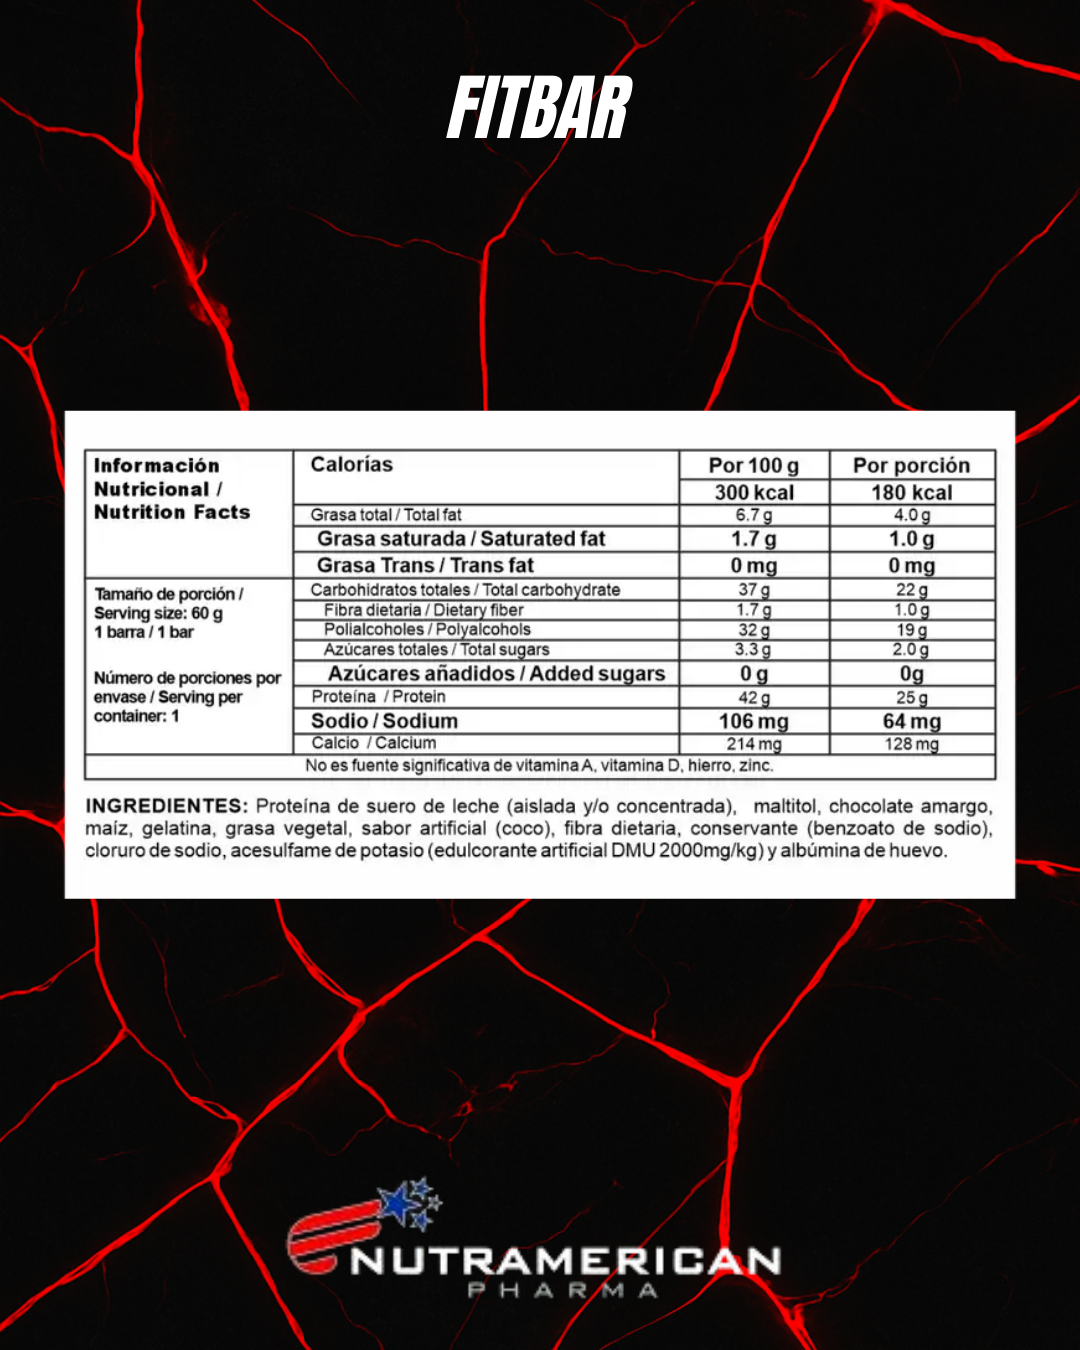 FITBAR
Información
Nutricional /
Nutrition Facts
Calorías Por 100 g Por porción
300 kcal 180 kcal
Grasa total / Total fat 6.7 g 4.0 g
Grasa saturada / Saturated fat 1.7 g 1.0 g
Grasa Trans / Trans fat 0 mg 0 mg
Tamaño de porción /
Serving size: 60 g
1 barra / 1 bar
Número de porciones por
envase / Serving per
container: 1
Carbohidratos totales / Total carbohydrate 37 g 22 g
Fibra dietaria / Dietary fiber 1.7 g 1.0 g
Polialcoholes / Polyalcohols 32 g 19 g
Azúcares totales / Total sugars 3.3 g 2.0 g
Azúcares añadidos / Added sugars 0 g 0g
Proteína / Protein 42 g 25 g
Sodio / Sodium 106 mg 64 mg
Calcio / Calcium 214 mg 128 mg
No es fuente significativa de vitamina A, vitamina D, hierro, zinc.
INGREDIENTES: Proteína de suero de leche (aislada y/o concentrada), maltitol, chocolate amargo,
maíz, gelatina, grasa vegetal, sabor artificial (coco), fibra dietaria, conservante (benzoato de sodio),
cloruro de sodio, acesulfame de potasio (edulcorante artificial DMU 2000mg/kg) y albúmina de huevo.
NUTRAMERICAN
PHARMA